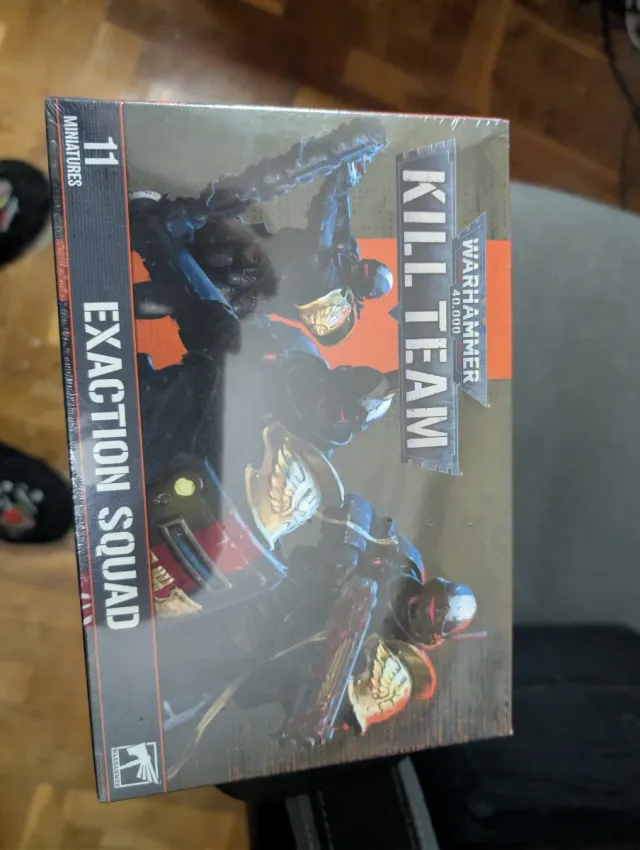 WARHAMMER
40,000
KILL TEAM
11
MINIATURES
EXACTION SQUAD